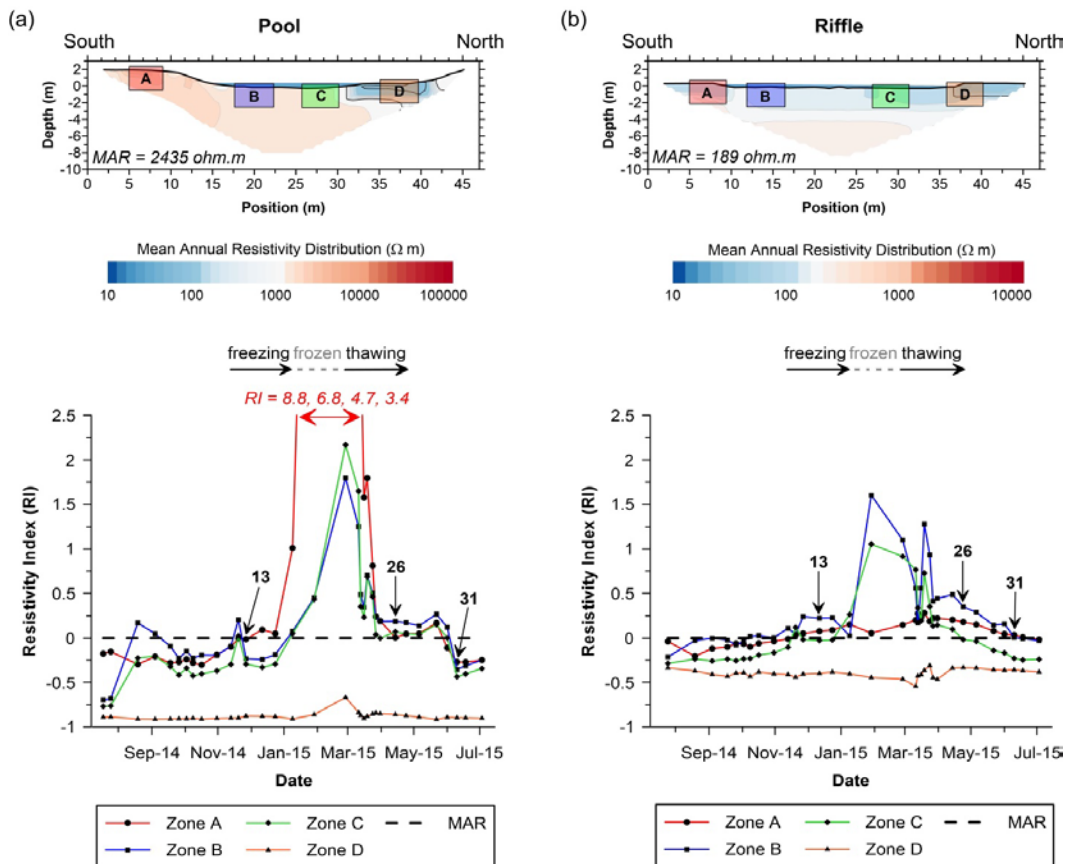 (a)
Pool
South
North
Depth (m)
2
0
-2
-4
-6
-8
-10
A
B
C
D
MAR = 2435 ohm.m
0 5 10 15 20 25 30 35 40 45
Position (m)
Mean Annual Resistivity Distribution (Ω m)
10 100 1000 10000 100000
freezing frozen thawing
RI = 8.8, 6.8, 4.7, 3.4
Resistivity Index (RI)
2.5
2
1.5
1
0.5
0
-0.5
-1
13
26
31
Sep-14 Nov-14 Jan-15 Mar-15 May-15 Jul-15
Date
Zone A Zone C MAR
Zone B Zone D
(b)
Riffle
South
North
Depth (m)
2
0
-2
-4
-6
-8
-10
A
B
C
D
MAR = 189 ohm.m
0 5 10 15 20 25 30 35 40 45
Position (m)
Mean Annual Resistivity Distribution (Ω m)
10 100 1000 10000
freezing frozen thawing
Resistivity Index (RI)
2.5
2
1.5
1
0.5
0
-0.5
-1
13
26
31
Sep-14 Nov-14 Jan-15 Mar-15 May-15 Jul-15
Date
Zone A Zone C MAR
Zone B Zone D